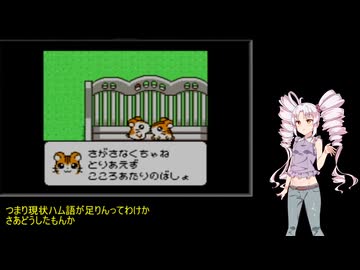 さがさなくちゃね
とりあえず
こころあたりのばしょ
つまり現状ハム語が足りんってわけか
さあどうしたもんか